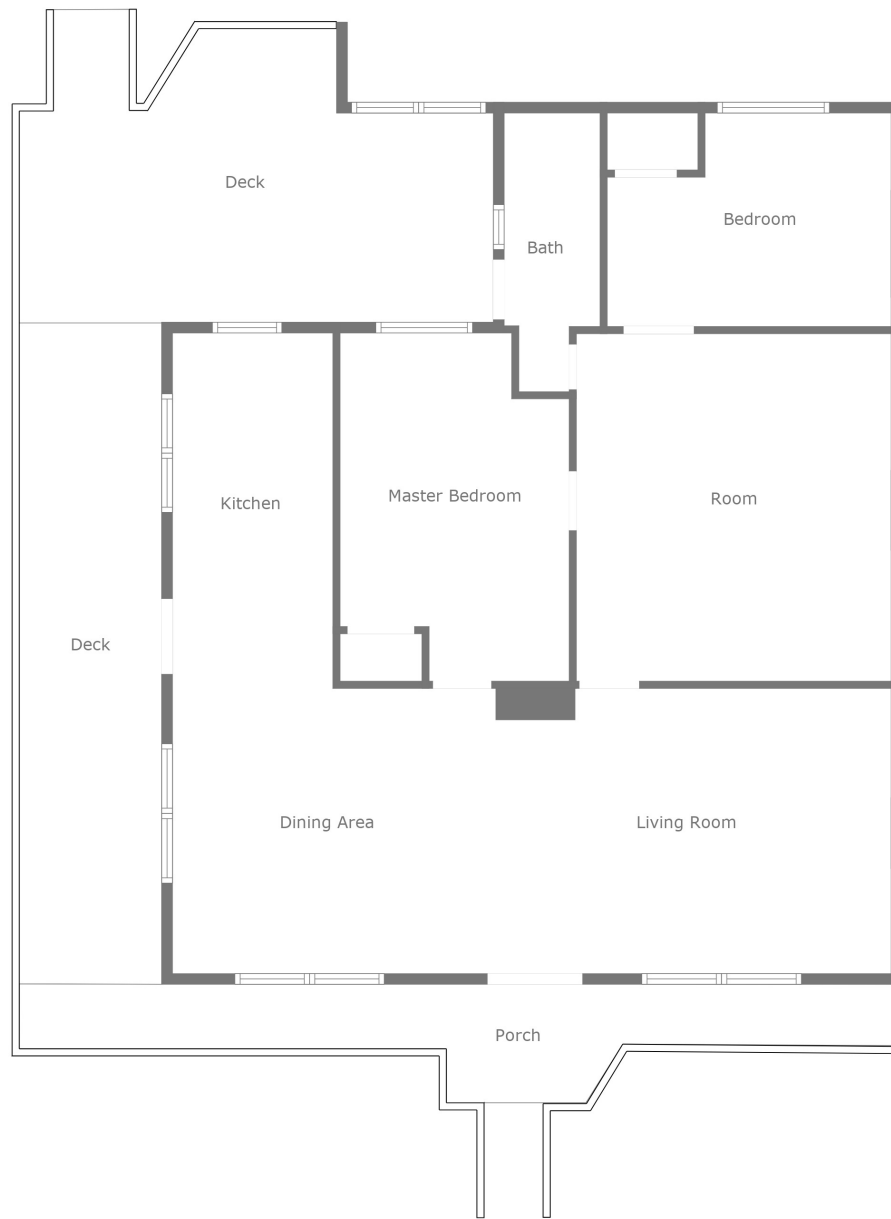 Deck
Bedroom
Bath
Kitchen
Master Bedroom
Room
Deck
Dining Area
Living Room
Porch